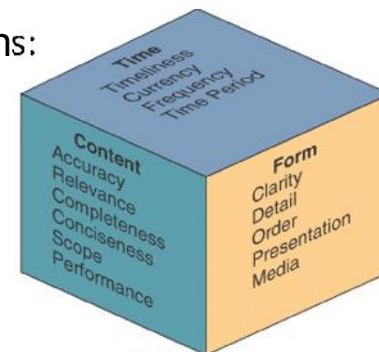 ns:
Time
Timeliness
Currency
Frequency
Time Period
Content
Accuracy
Relevance
Completeness
Conciseness
Scope
Performance
Form
Clarity
Detail
Order
Presentation
Media